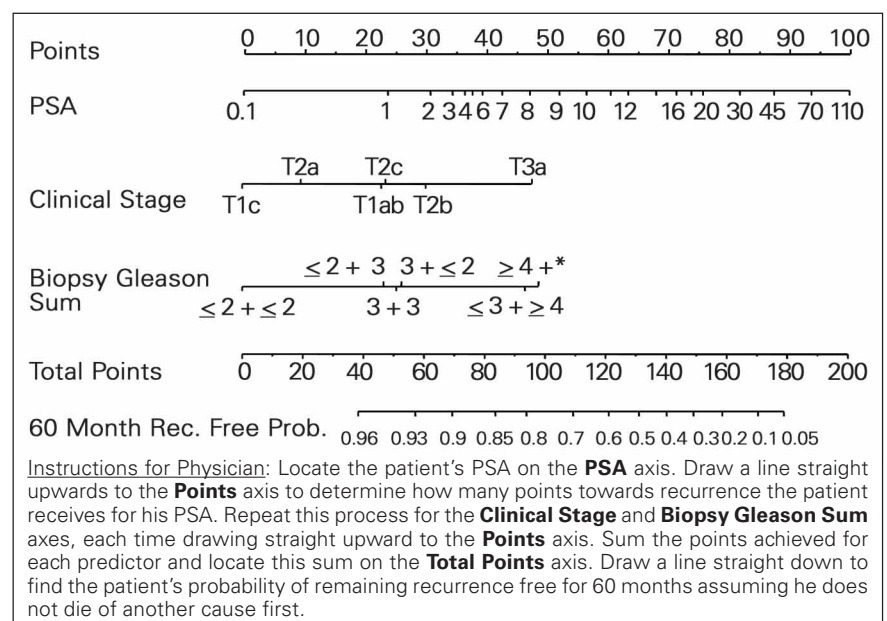 Points 0 10 20 30 40 50 60 70 80 90 100
PSA 0.1 1 2 3 4 6 7 8 9 10 12 16 20 30 45 70 110
T2a T2c T3a
Clinical Stage T1c T1ab T2b
≤2 + 3 3 + ≤2 ≥4 +*
Biopsy Gleason
Sum ≤2 + ≤2 3 + 3 ≤3 + ≥4
Total Points 0 20 40 60 80 100 120 140 160 180 200
60 Month Rec. Free Prob. 0.96 0.93 0.9 0.85 0.8 0.7 0.6 0.5 0.4 0.3 0.2 0.1 0.05
Instructions for Physician: Locate the patient's PSA on the PSA axis. Draw a line straight
upwards to the Points axis to determine how many points towards recurrence the patient
receives for his PSA. Repeat this process for the Clinical Stage and Biopsy Gleason Sum
axes, each time drawing straight upward to the Points axis. Sum the points achieved for
each predictor and locate this sum on the Total Points axis. Draw a line straight down to
find the patient's probability of remaining recurrence free for 60 months assuming he does
not die of another cause first.